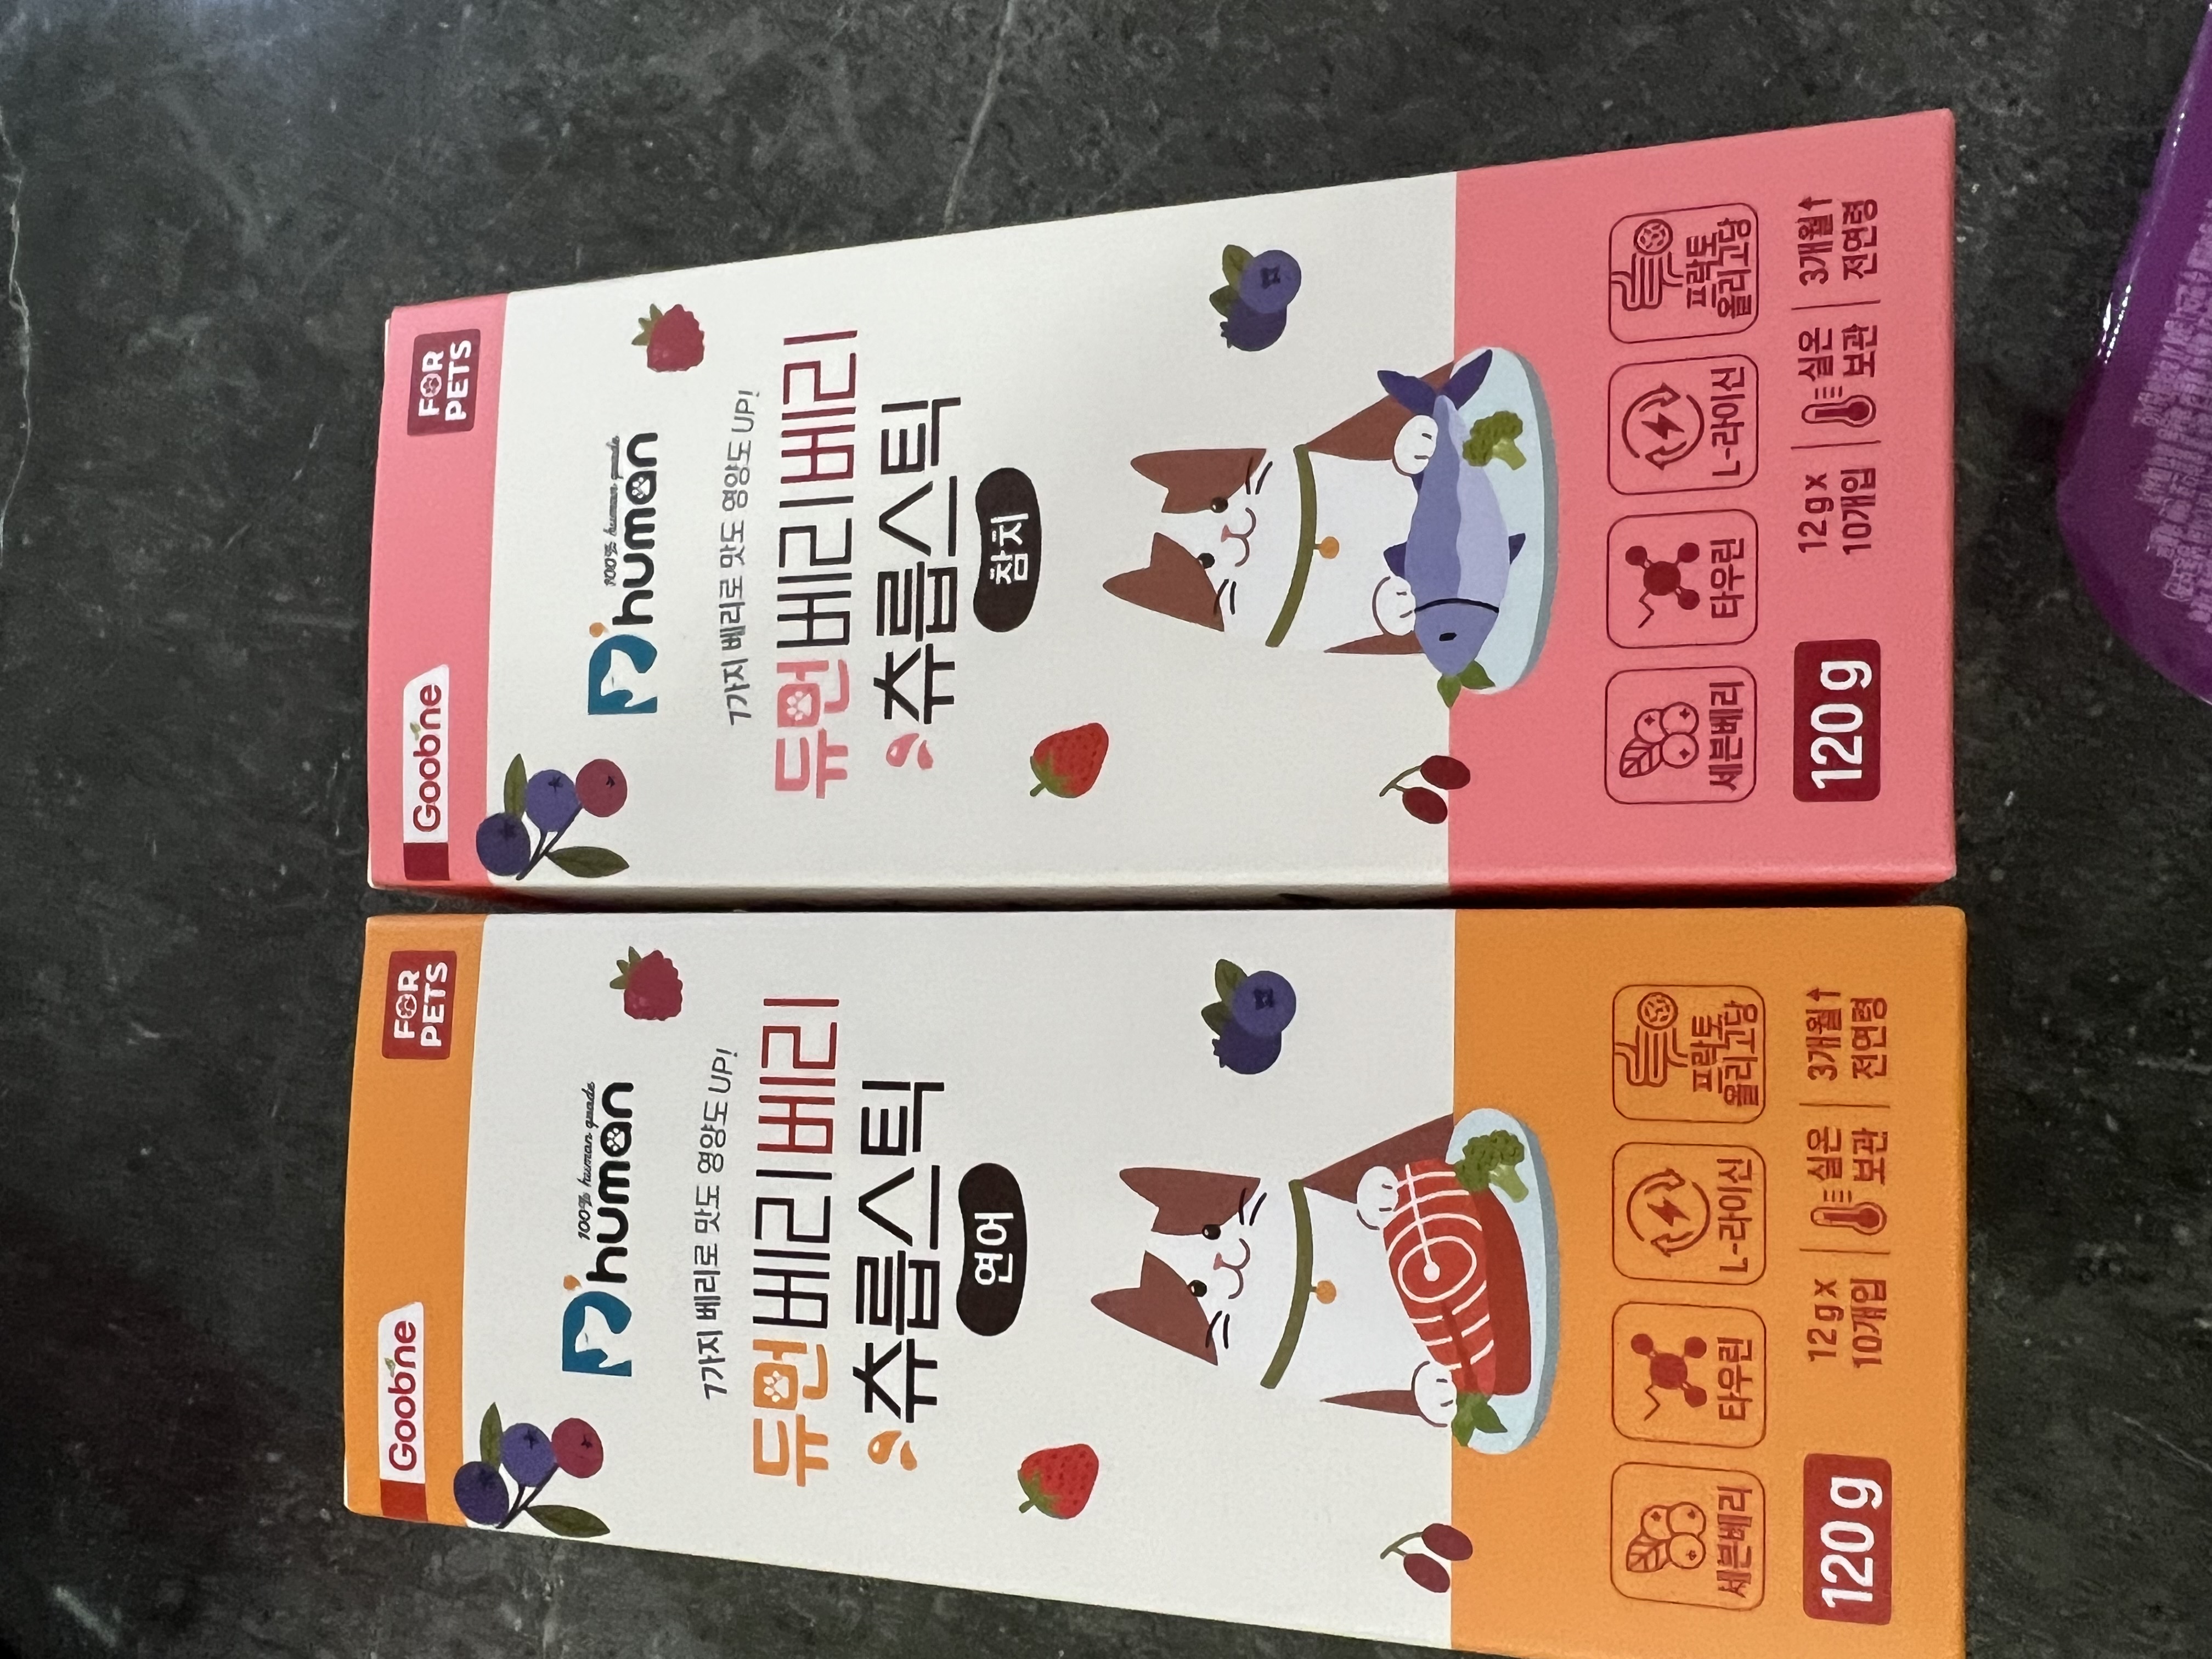 Goobne
FOR
PETS
100% human grade
D'human
7가지 베리로 맛도 영양도 UP!
듀먼베리베리
츄릅스틱
참치
세븐베리
타우린
L-라이신
프락토
올리고당
120 g
12g x
10개입
실온
보관
3개월↑
전연령
Goobne
FOR
PETS
100% human grade
D'human
7가지 베리로 맛도 영양도 UP!
듀먼베리베리
츄릅스틱
연어
세븐베리
타우린
L-라이신
프락토
올리고당
120 g
12g x
10개입
실온
보관
3개월↑
전연령